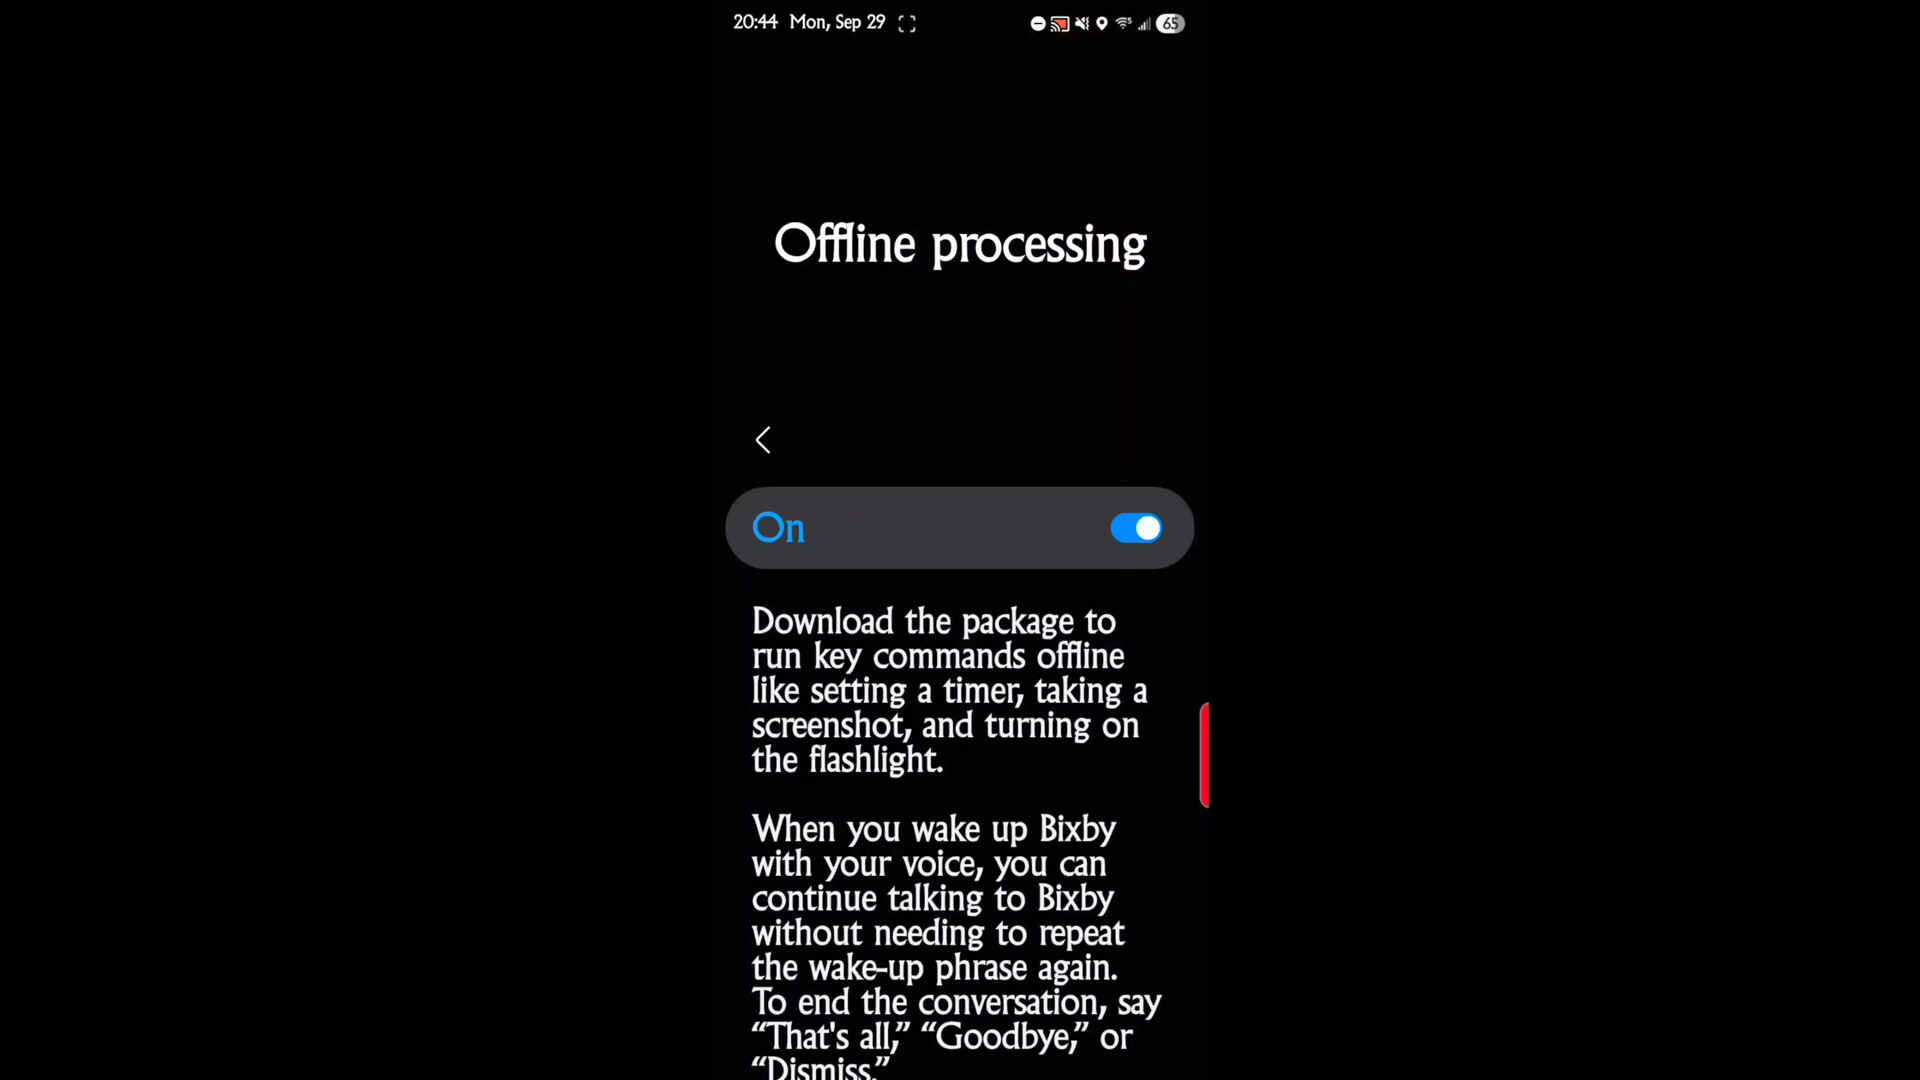 20:44 Mon, Sep 29 65
Offline processing
On
Download the package to
run key commands offline
like setting a timer, taking a
screenshot, and turning on
the flashlight.
When you wake up Bixby
with your voice, you can
continue talking to Bixby
without needing to repeat
the wake-up phrase again.
To end the conversation, say
“That's all,” “Goodbye,” or
“Dismiss.”